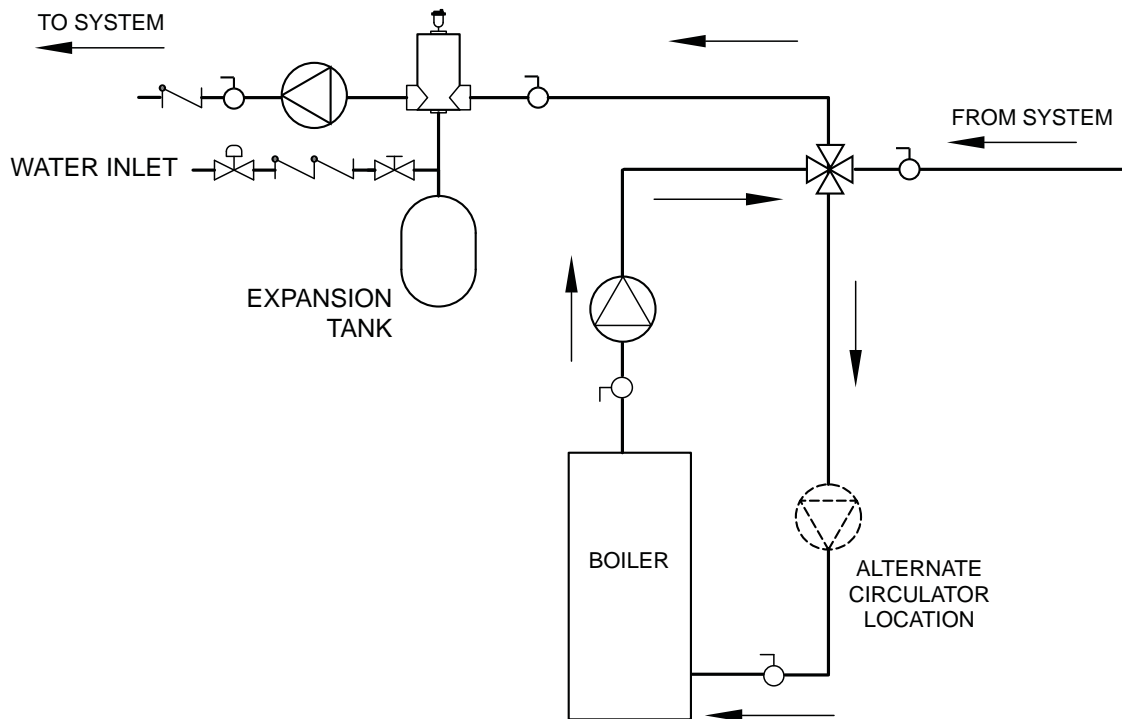 TO SYSTEM
FROM SYSTEM
WATER INLET
EXPANSION
TANK
BOILER
ALTERNATE
CIRCULATOR
LOCATION